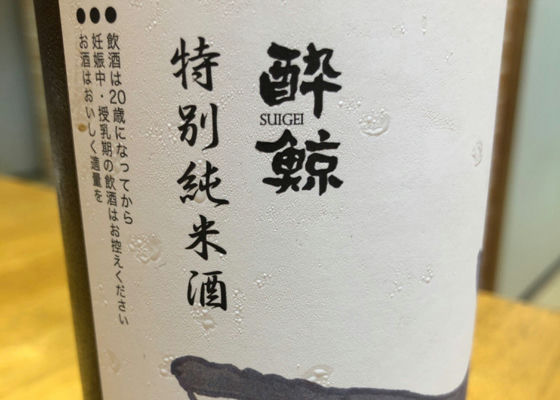 酔鯨
SUIGEI
特別純米酒
●飲酒は20歳になってから
●妊娠中・授乳期の飲酒はお控えください
●お酒はおいしく適量を